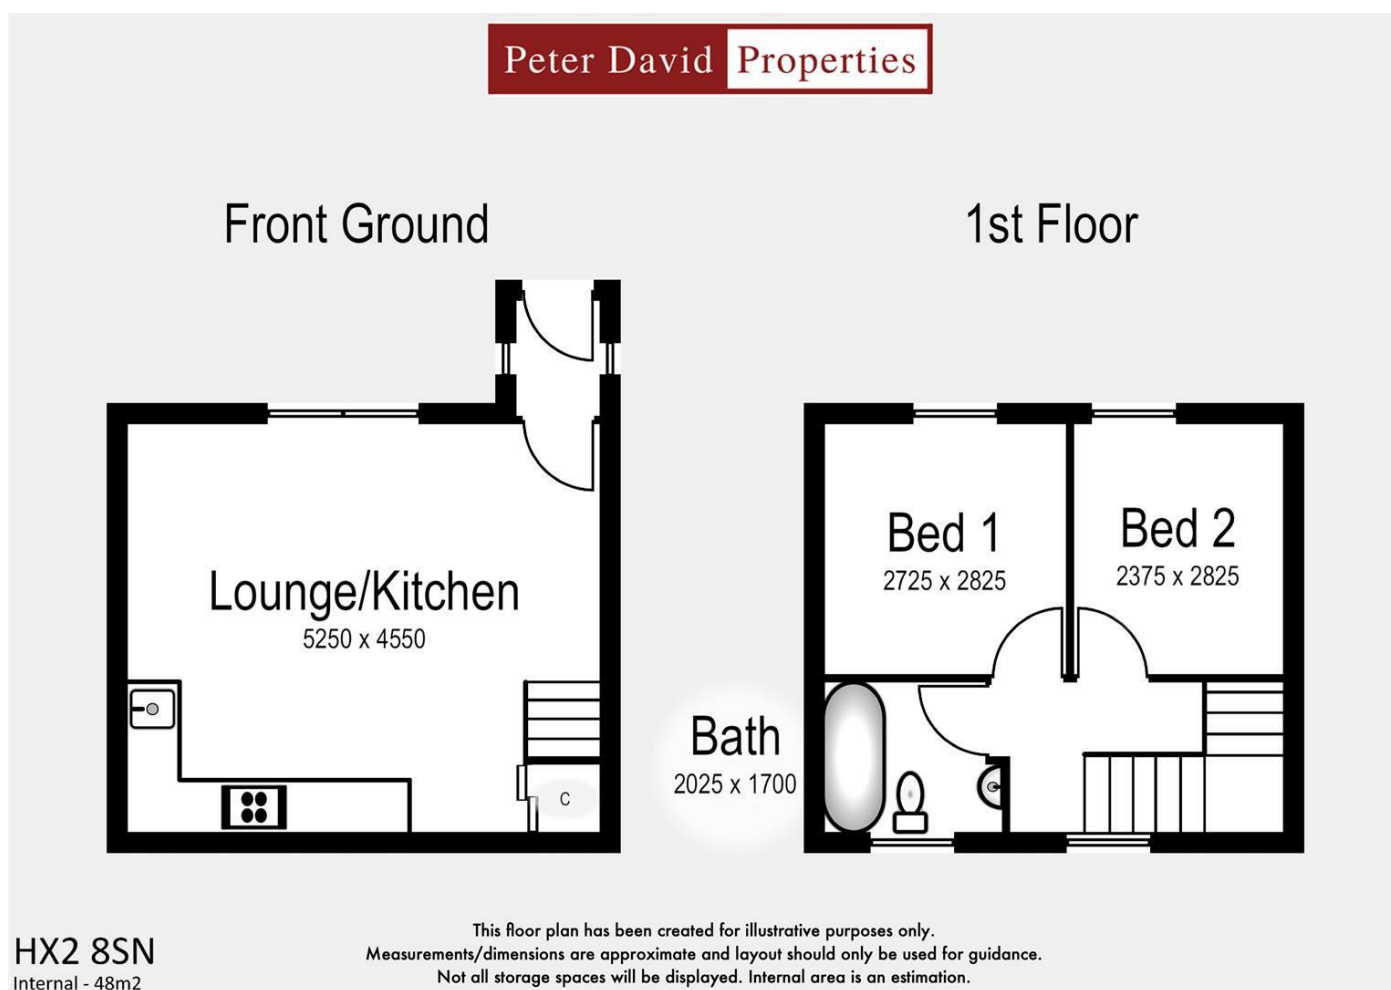 Peter David Properties
Front Ground
1st Floor
Lounge/Kitchen
5250 x 4550
C
Bed 1
2725 x 2825
Bed 2
2375 x 2825
Bath
2025 x 1700
HX2 8SN
Internal - 48m2
This floor plan has been created for illustrative purposes only.
Measurements/dimensions are approximate and layout should only be used for guidance.
Not all storage spaces will be displayed. Internal area is an estimation.